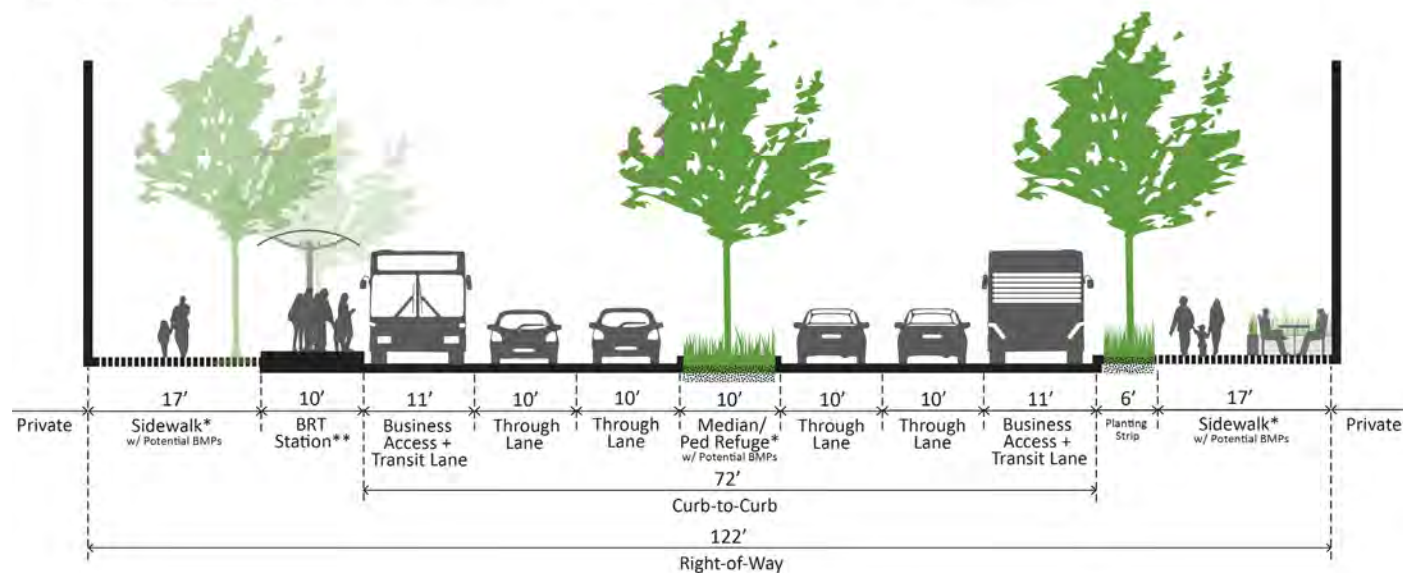 17’ 10’ 11’ 10’ 10’ 10’ 10’ 10’ 11’ 6’ 17’
Private
Sidewalk*
w/ Potential BMPs
BRT
Station**
Business
Access +
Transit Lane
Through
Lane
Through
Lane
Median/
Ped Refuge*
w/ Potential BMPs
Through
Lane
Through
Lane
Business
Access +
Transit Lane
Planting
Strip
Sidewalk*
w/ Potential BMPs
Private
72’
Curb-to-Curb
122’
Right-of-Way